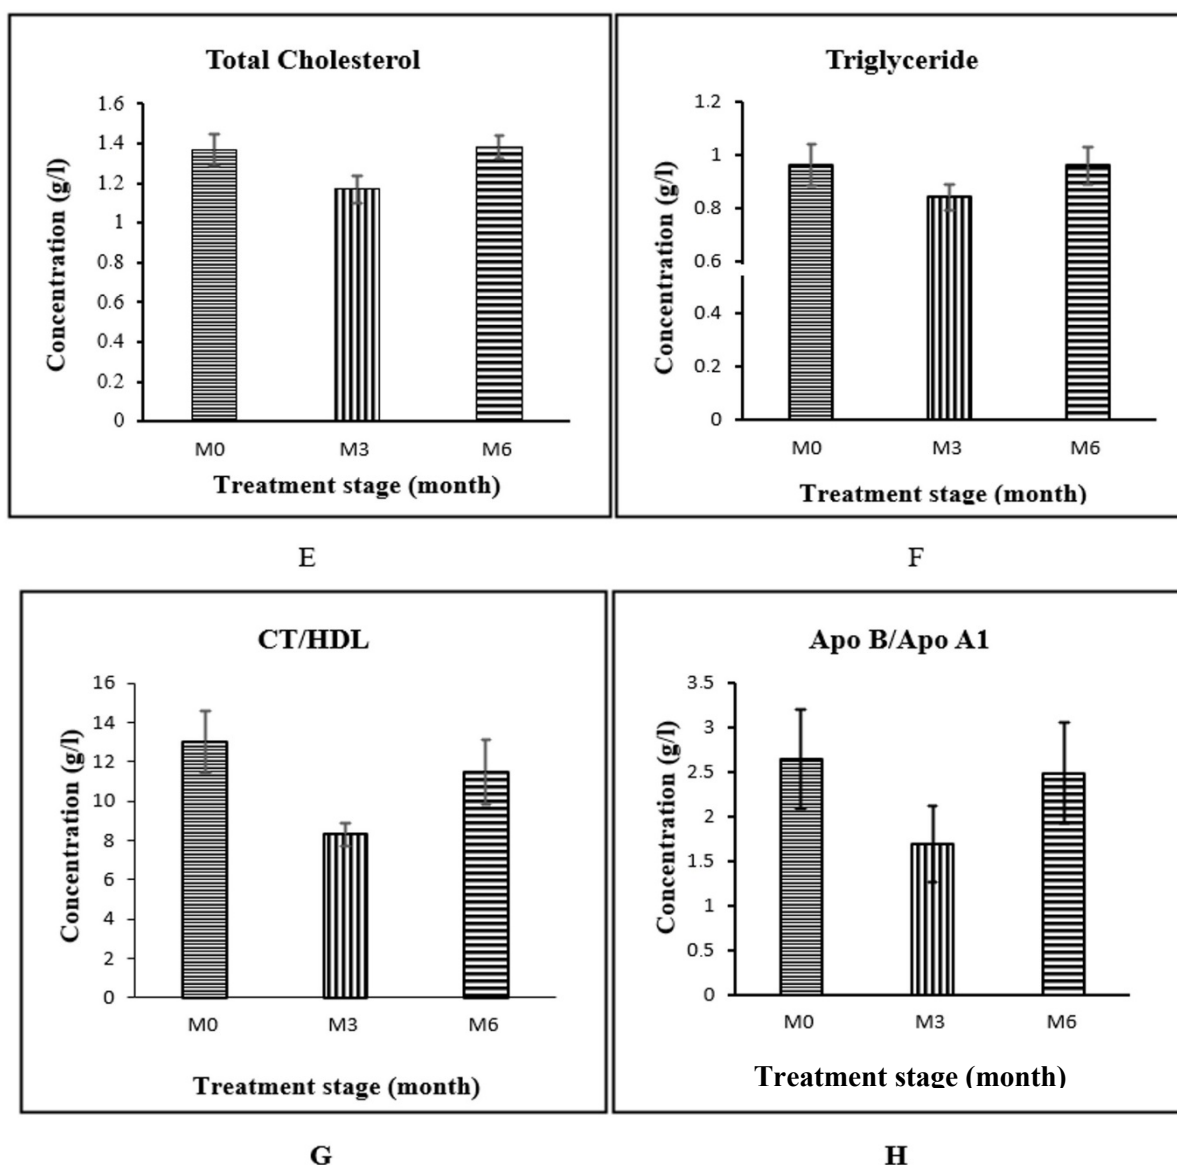 Total Cholesterol
Concentration (g/l)
1.6
1.4
1.2
1
0.8
0.6
0.4
0.2
0
M0 M3 M6
Treatment stage (month)
E
Triglyceride
Concentration (g/l)
1.2
1
0.8
0.6
0.4
0.2
0
M0 M3 M6
Treatment stage (month)
F
CT/HDL
Concentration (g/l)
16
14
12
10
8
6
4
2
0
M0 M3 M6
Treatment stage (month)
G
Apo B/Apo A1
Concentration (g/l)
3.5
3
2.5
2
1.5
1
0.5
0
M0 M3 M6
Treatment stage (month)
H